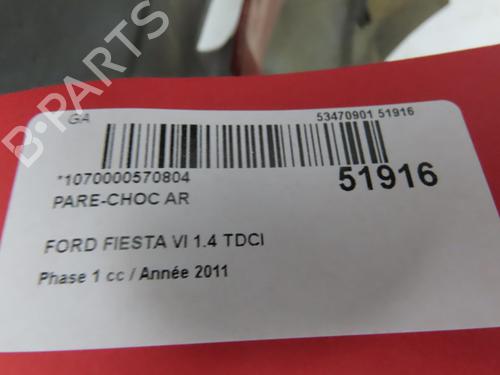 B-PARTS
GA
53470901 51916
*1070000570804
51916
PARE-CHOC AR
FORD FIESTA VI 1.4 TDCI
Phase 1 cc / Année 2011